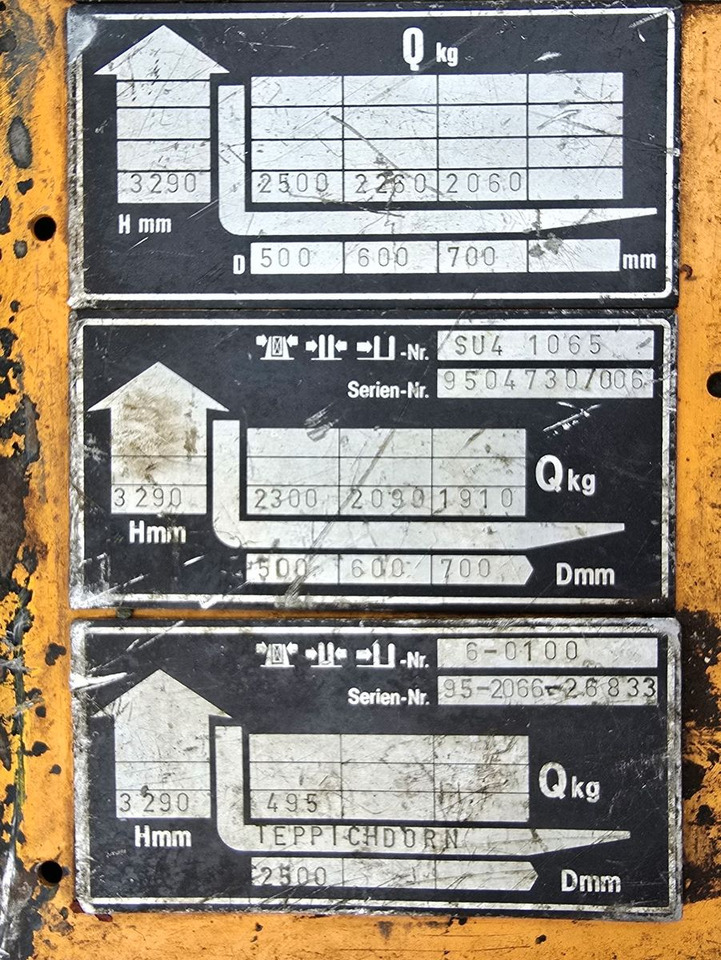 Q kg
3290 2500 2260 2060
H mm
D 500 600 700 mm
-Nr. SU4 1065
Serien-Nr. 9504730/006
Q kg
3290 2300 2090 1910
Hmm
500 600 700 Dmm
-Nr. 6-0100
Serien-Nr. 95-2066-26833
Q kg
3290 495
Hmm TEPPICHDORN
2500 Dmm